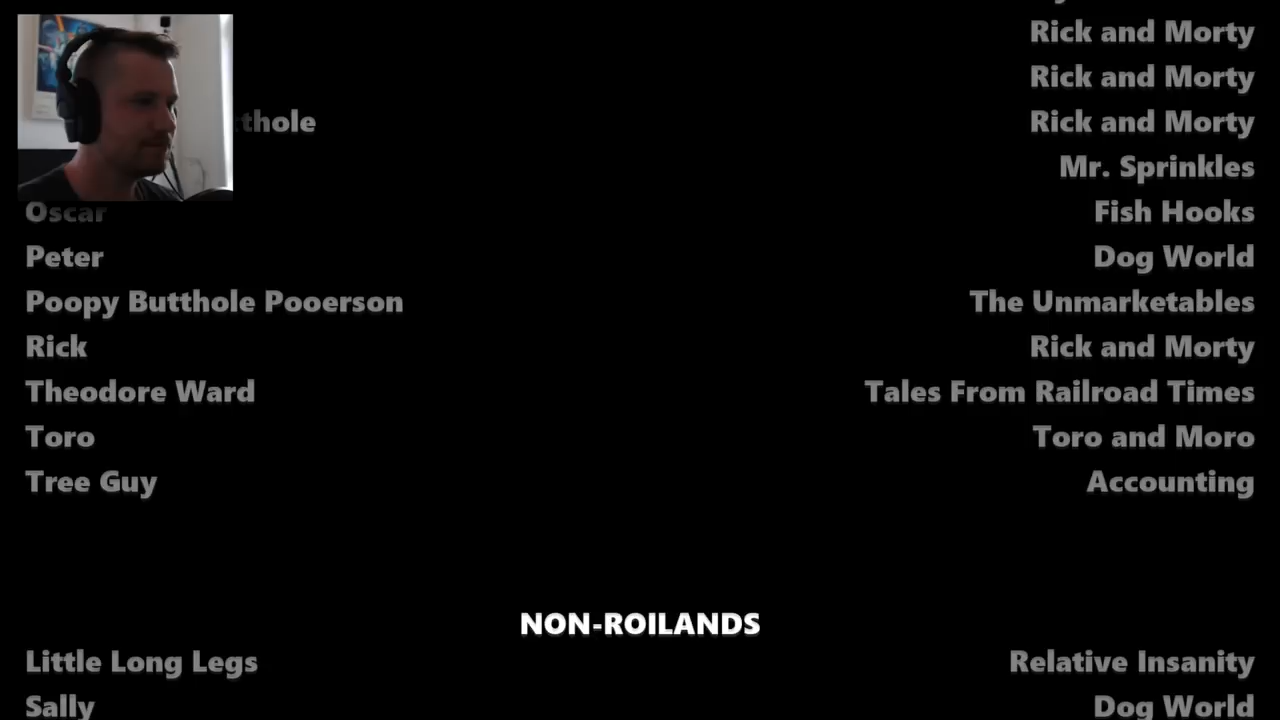 Rick and Morty
Rick and Morty
tthole Rick and Morty
Mr. Sprinkles
Oscar Fish Hooks
Peter Dog World
Poopy Butthole Pooerson The Unmarketables
Rick Rick and Morty
Theodore Ward Tales From Railroad Times
Toro Toro and Moro
Tree Guy Accounting
NON-ROILANDS
Little Long Legs Relative Insanity
Sally Dog World